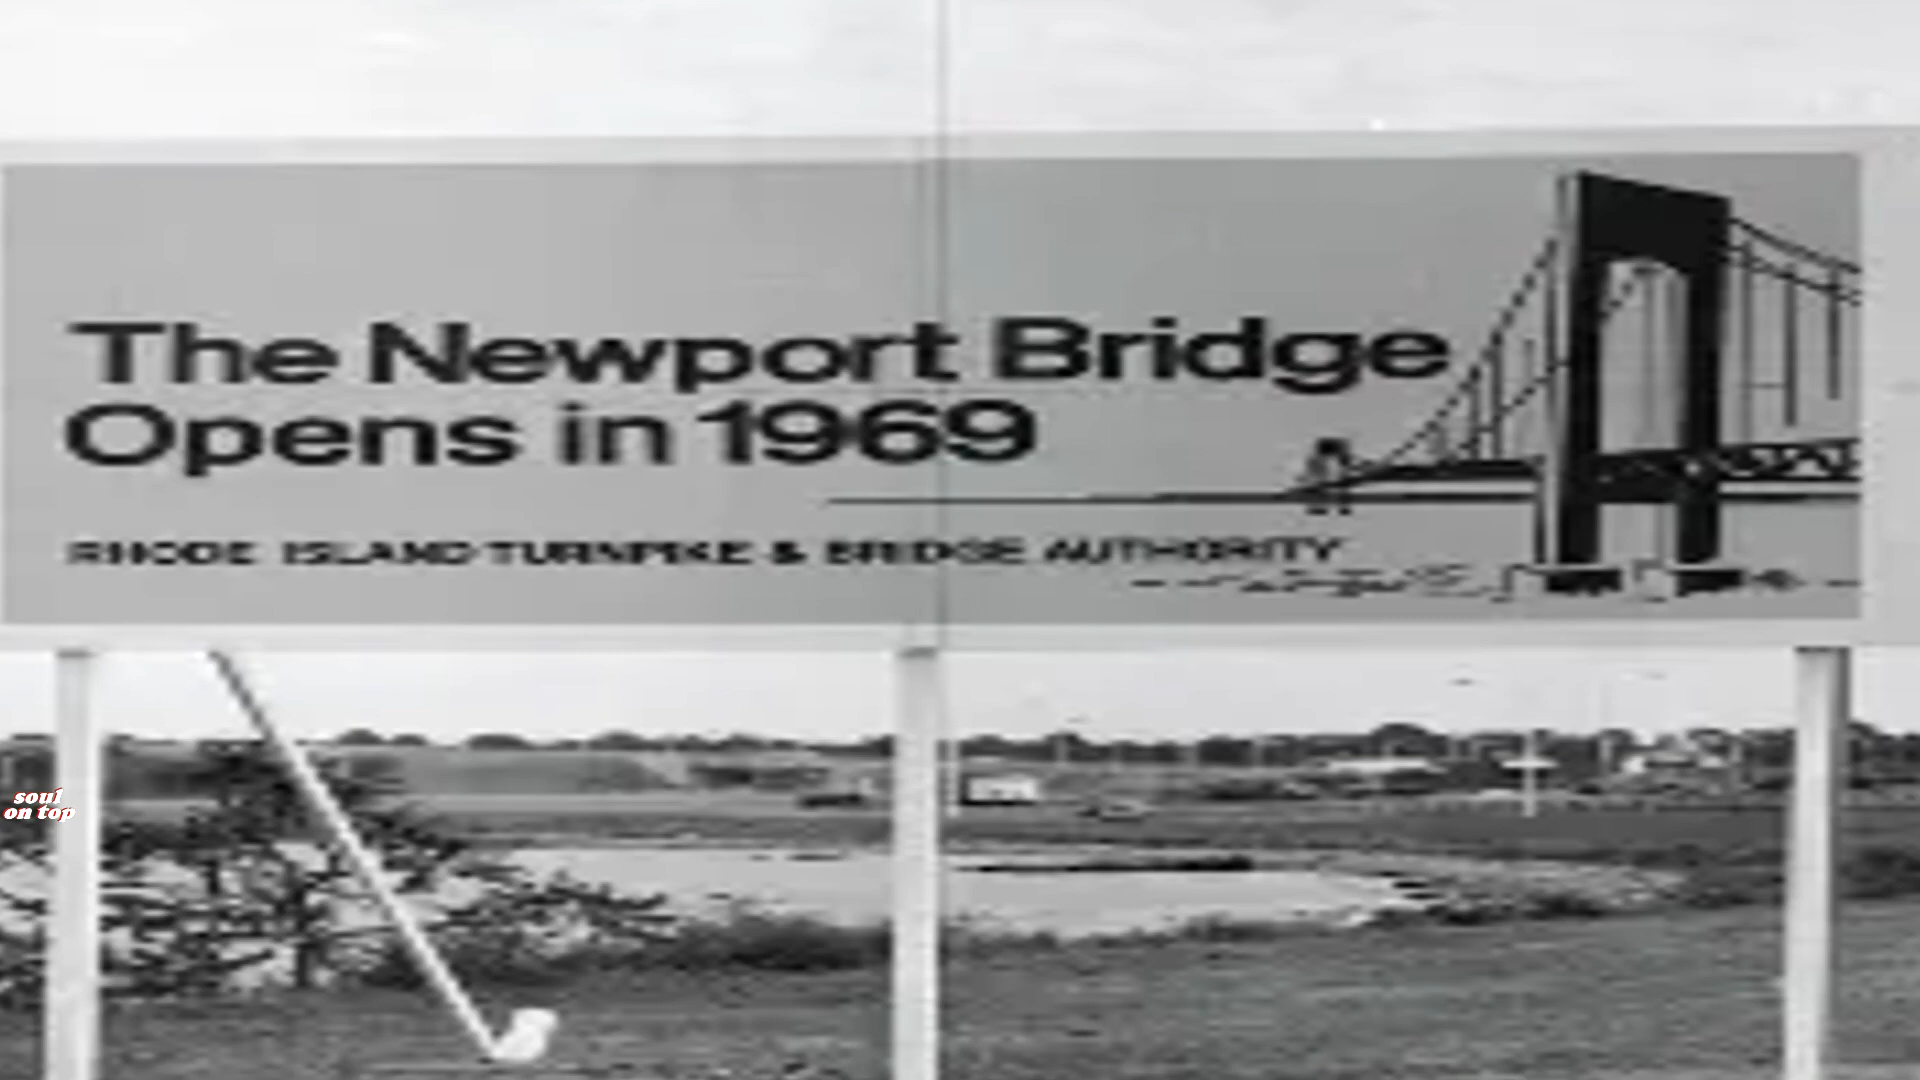 The Newport Bridge
Opens in 1969
RHODE ISLAND TURNPIKE & BRIDGE AUTHORITY
soul
on top